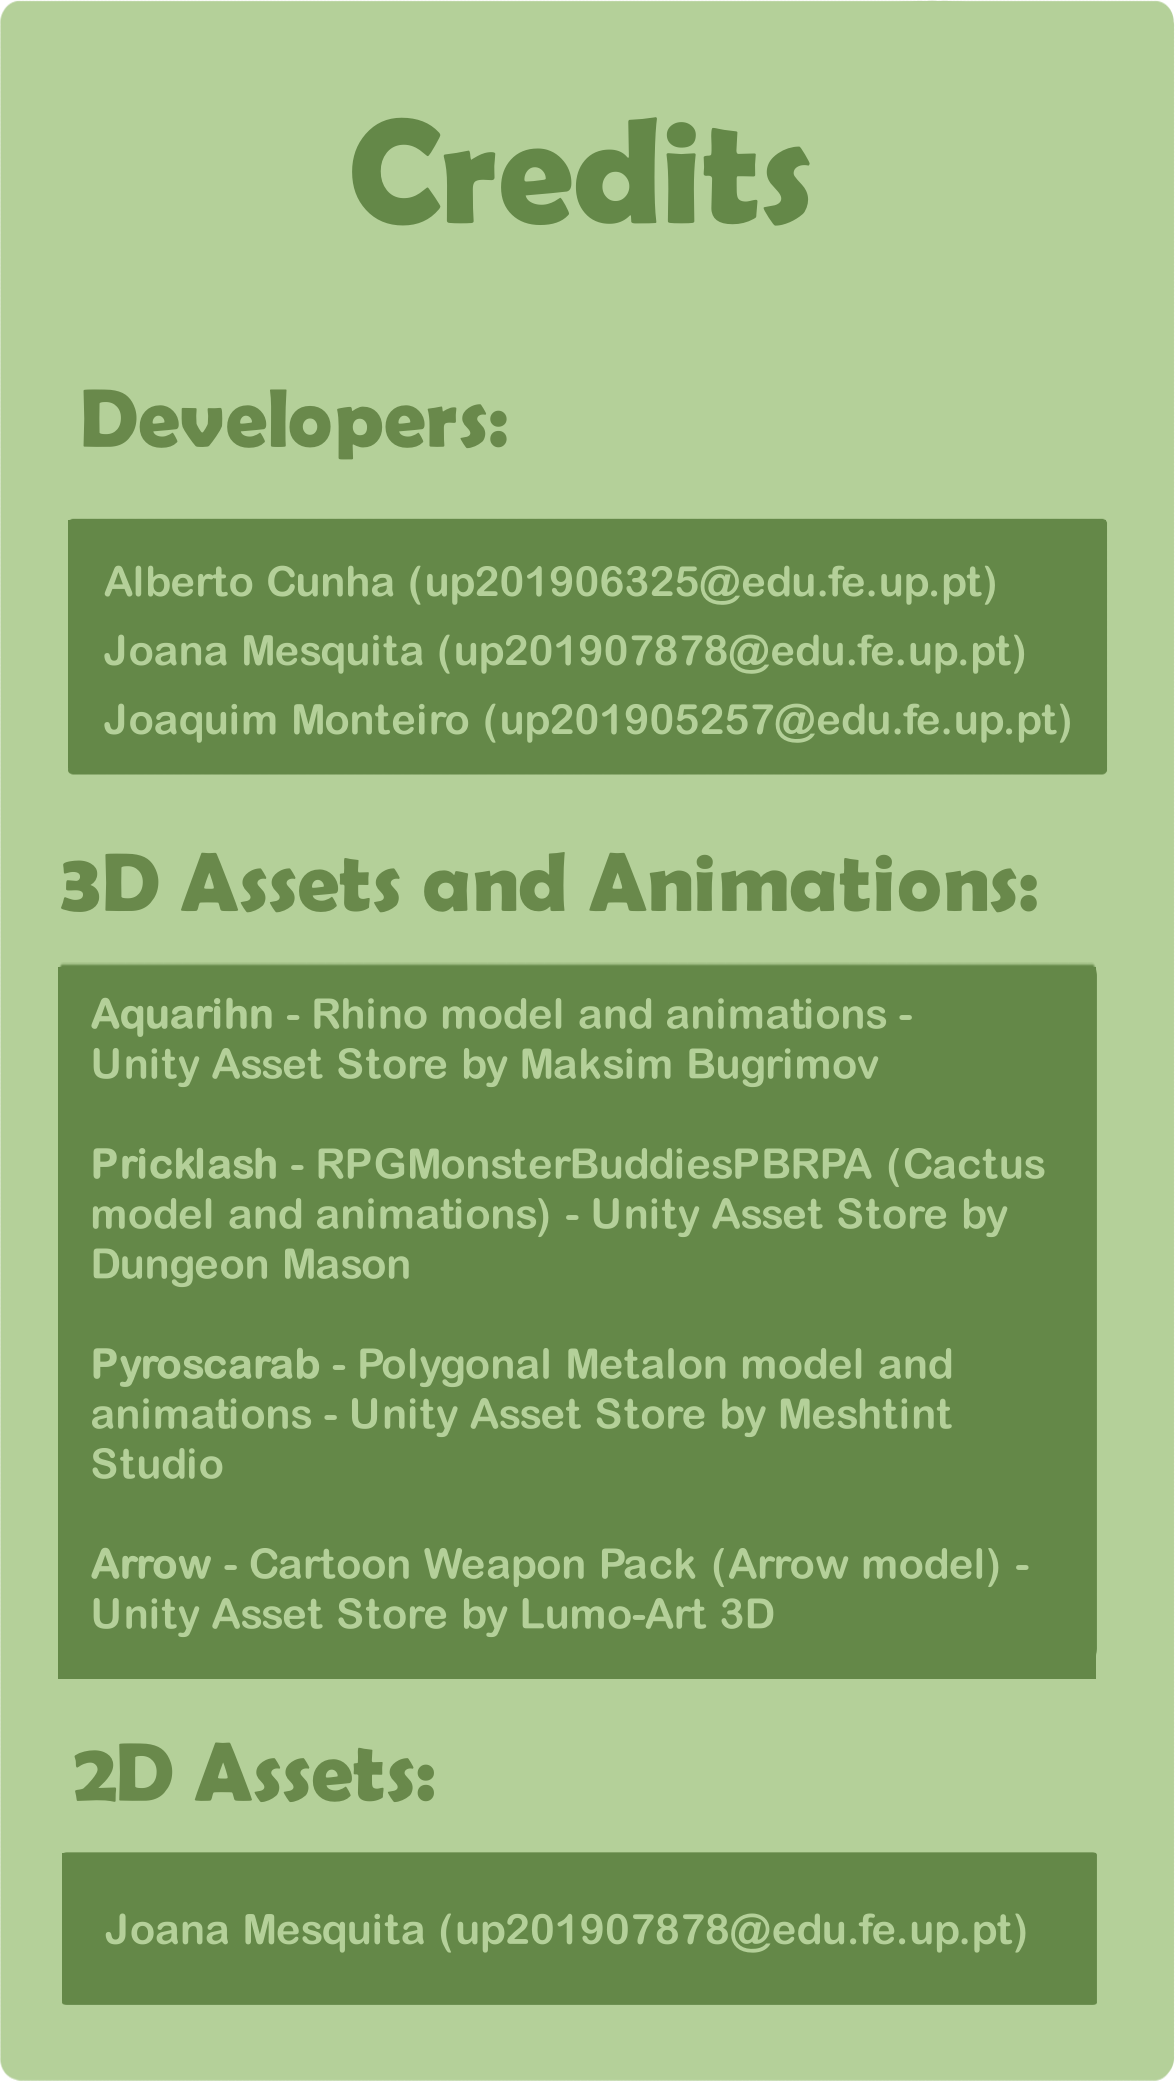 Credits
Developers:
Alberto Cunha (up201906325@edu.fe.up.pt)
Joana Mesquita (up201907878@edu.fe.up.pt)
Joaquim Monteiro (up201905257@edu.fe.up.pt)
3D Assets and Animations:
Aquarihn - Rhino model and animations -
Unity Asset Store by Maksim Bugrimov
Pricklash - RPGMonsterBuddiesPBRPA (Cactus
model and animations) - Unity Asset Store by
Dungeon Mason
Pyroscarab - Polygonal Metalon model and
animations - Unity Asset Store by Meshtint
Studio
Arrow - Cartoon Weapon Pack (Arrow model) -
Unity Asset Store by Lumo-Art 3D
2D Assets:
Joana Mesquita (up201907878@edu.fe.up.pt)